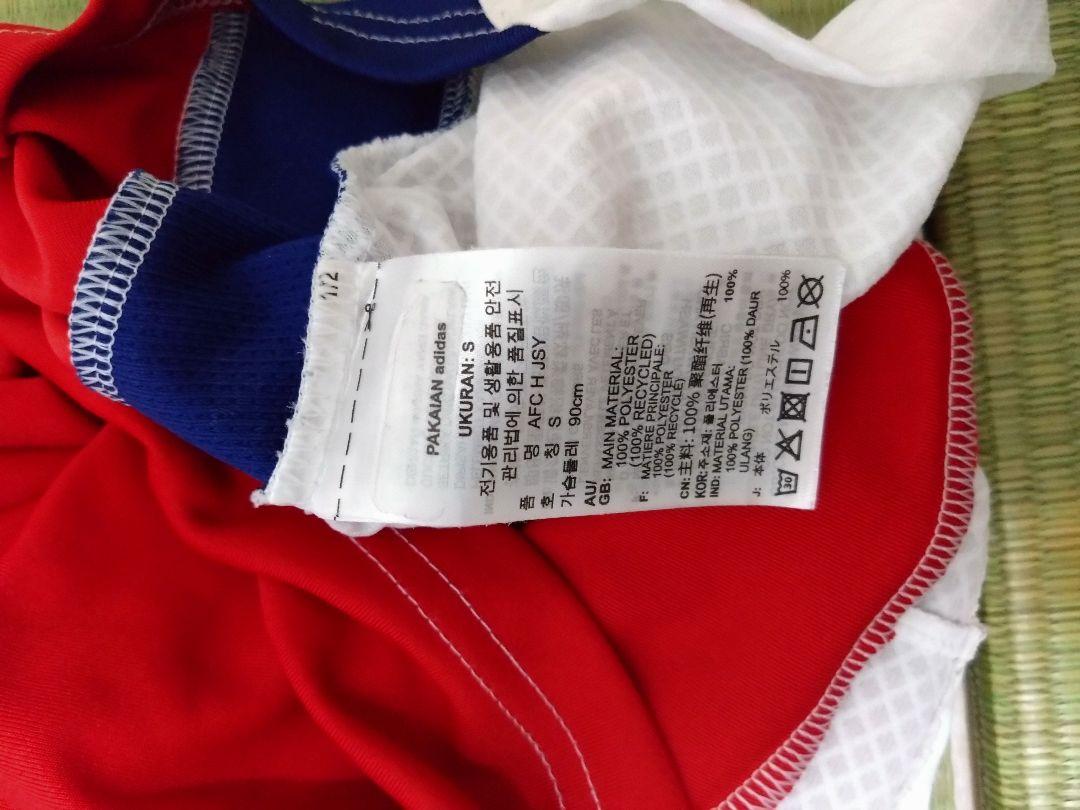 1/2
PAKAIAN adidas
UKURAN: S
전기용품 및 생활용품 안전
관리법에 의한 품질표시
품 명 AFC H JSY
호 칭 S
가슴둘레 90cm
AU/
GB: MAIN MATERIAL:
100% POLYESTER
(100% RECYCLED)
F: MATIERE PRINCIPALE:
100% POLYESTER
(100% RECYCLE)
CN: 主料: 100% 聚酯纤维(再生)
KOR: 주소재: 폴리에스터 100%
IND: MATERIAL UTAMA:
100% POLYESTER (100% DAUR
ULANG)
J: 本体 ポリエステル 100%
30